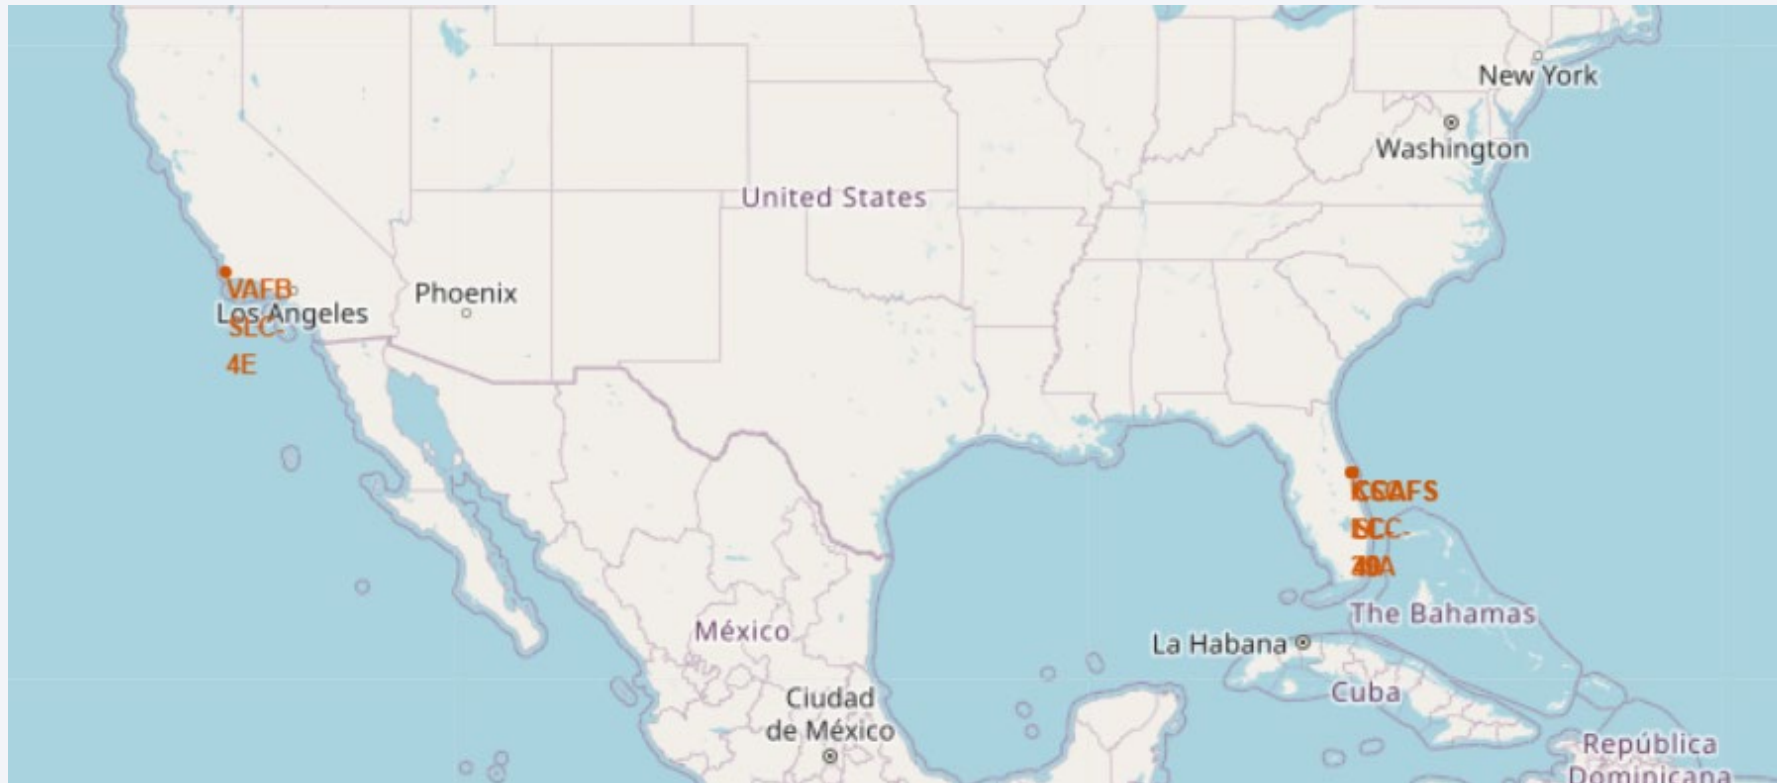 New York
Washington
United States
VAFB
SLC-
4E
Los Angeles
Phoenix
México
The Bahamas
La Habana
Cuba
Ciudad
de México
República
Dominicana